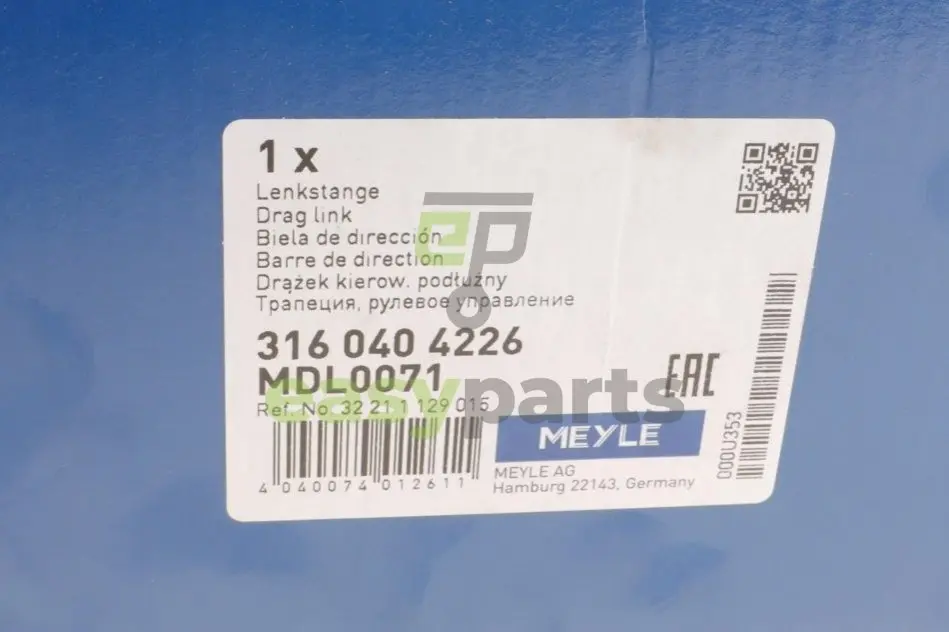 1 x
Lenkstange
Drag link
Biela de dirección
Barre de direction
Drążek kierow. podłużny
Трапеция, рулевое управление
316 040 4226
MDL0071
Ref. No. 32 21 1 129 015
4 040074 012611
EAC
MEYLE
MEYLE AG
Hamburg 22143, Germany
000U353
ep
easyparts